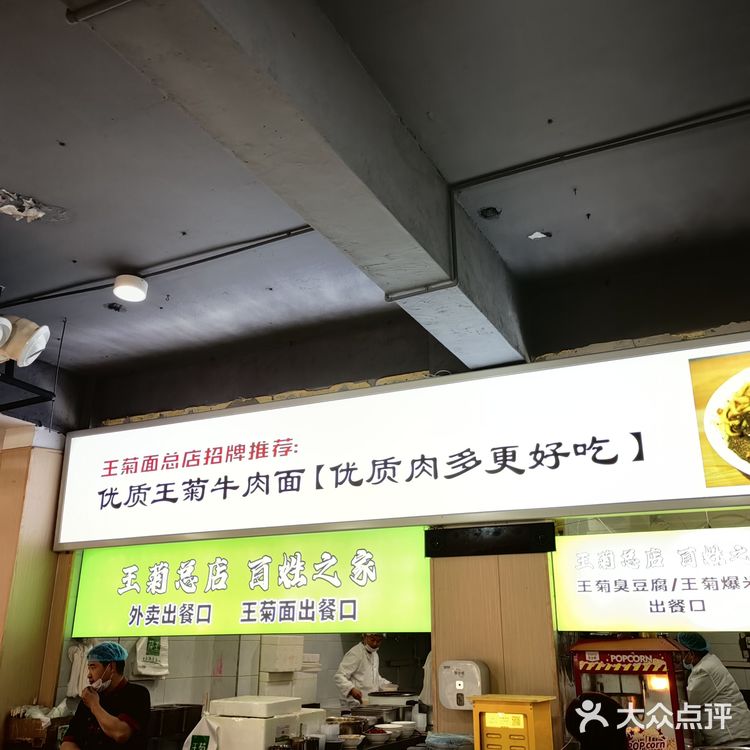 王菊面总店招牌推荐:
优质王菊牛肉面【优质肉多更好吃】
王菊总店 百姓之家
外卖出餐口 王菊面出餐口
王菊总店 百姓之
王菊臭豆腐/王菊爆米
出餐口
POPCORN
王菊
popcorn
大众点评